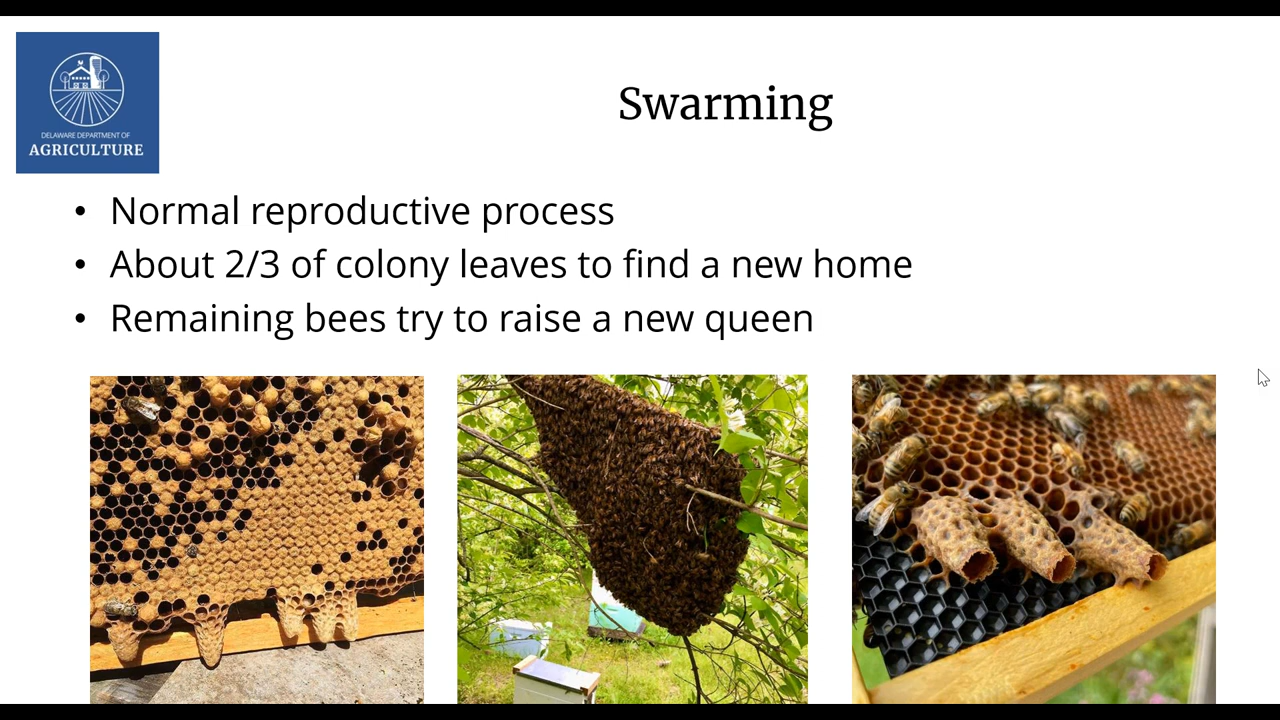 DELAWARE DEPARTMENT OF
AGRICULTURE
Swarming
• Normal reproductive process
• About 2/3 of colony leaves to find a new home
• Remaining bees try to raise a new queen